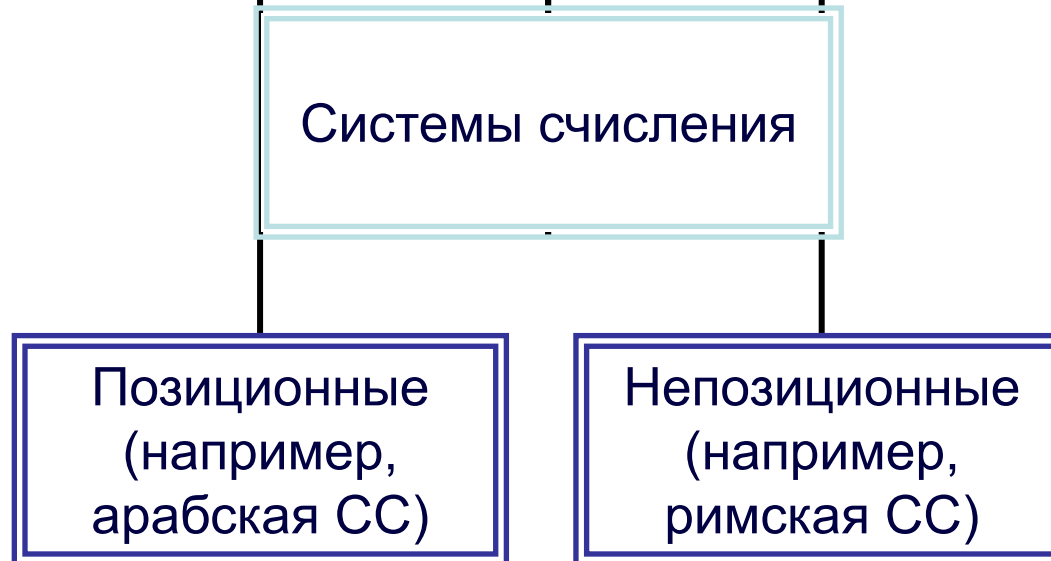 Системы счисления
Позиционные
(например,
арабская СС)
Непозиционные
(например,
римская СС)